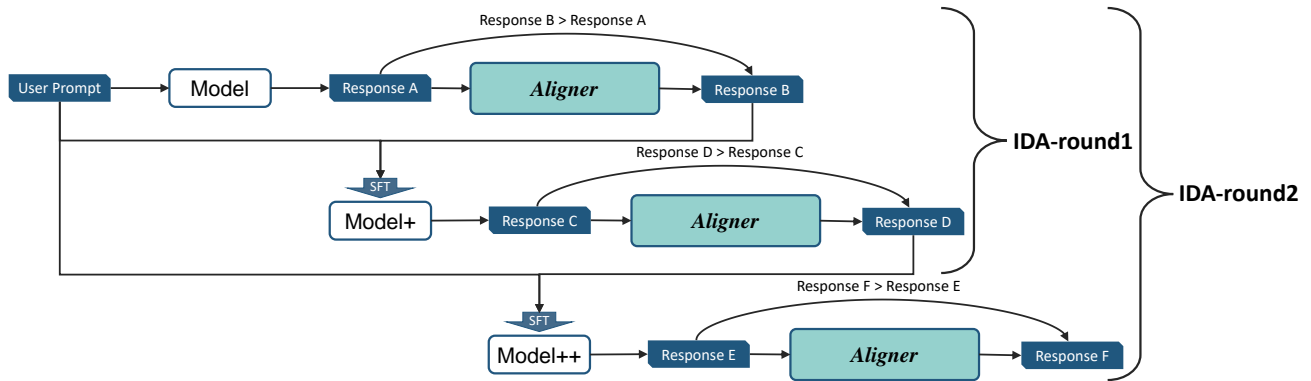 Response B > Response A
User Prompt
Model
Response A
Aligner
Response B
IDA-round1
Response D > Response C
SFT
Model+
Response C
Aligner
Response D
IDA-round2
Response F > Response E
SFT
Model++
Response E
Aligner
Response F